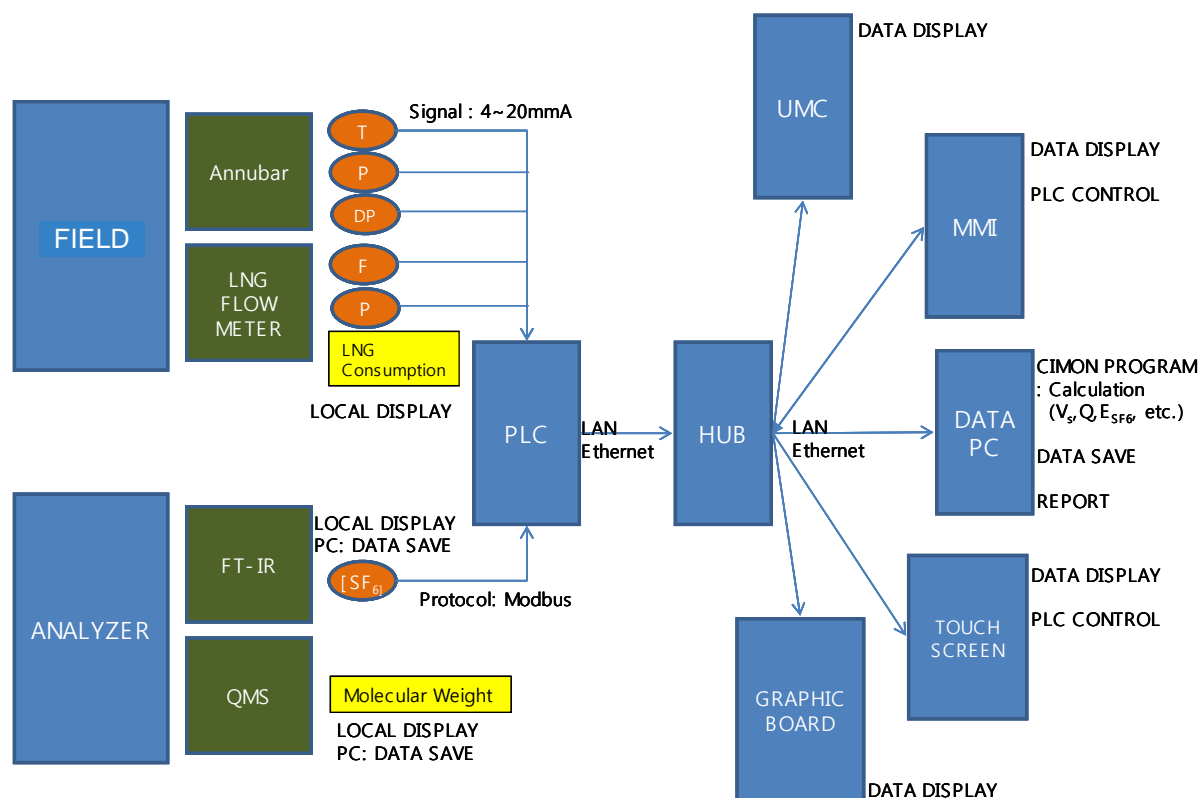 FIELD
Annubar
T
P
DP
Signal : 4~20mmA
LNG
FLOW
METER
F
P
LNG
Consumption
LOCAL DISPLAY
ANALYZER
FT-IR
LOCAL DISPLAY
PC: DATA SAVE
[SF6]
Protocol: Modbus
QMS
Molecular Weight
LOCAL DISPLAY
PC: DATA SAVE
PLC
LAN
Ethernet
HUB
LAN
Ethernet
UMC
DATA DISPLAY
MMI
DATA DISPLAY
PLC CONTROL
DATA
PC
CIMON PROGRAM
: Calculation
(Vs,Q,ESF6, etc.)
DATA SAVE
REPORT
TOUCH
SCREEN
DATA DISPLAY
PLC CONTROL
GRAPHIC
BOARD
DATA DISPLAY